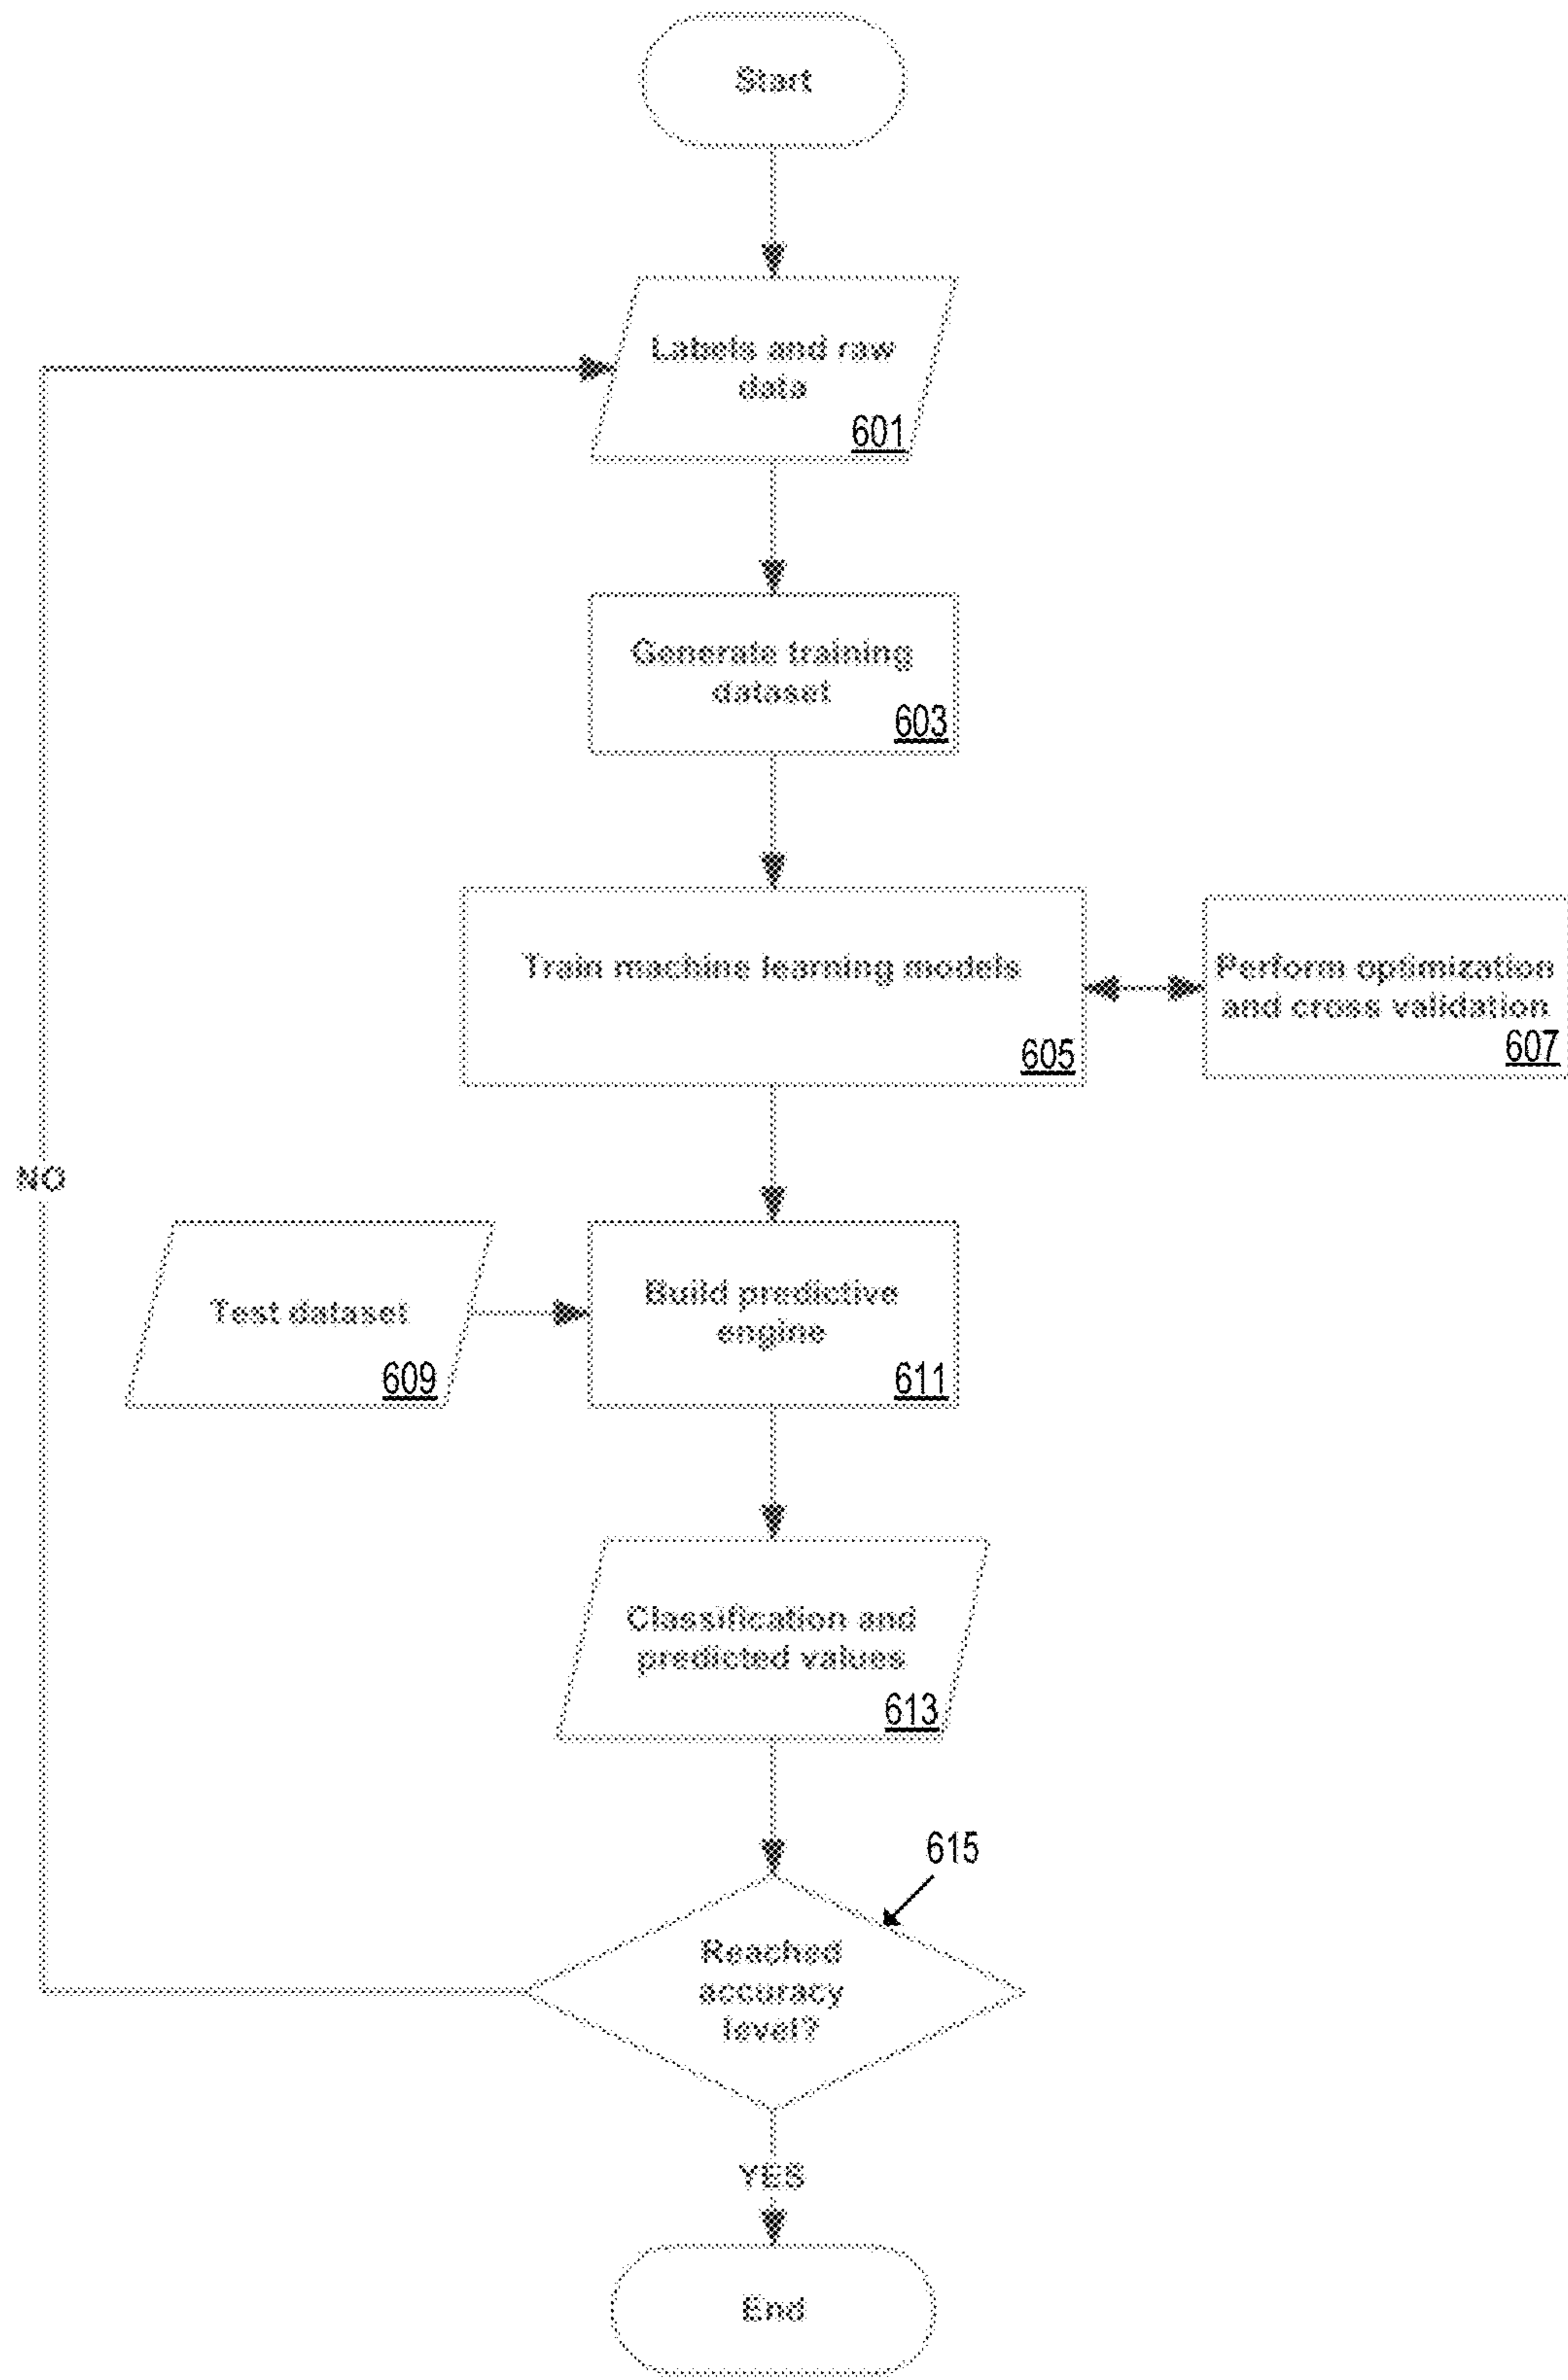 Start
Labels and raw
data
601
Generate training
dataset
603
Train machine learning models
605
Perform optimization
and cross validation
607
NO
Test dataset
609
Build predictive
engine
611
Classification and
predicted values
613
615
Reached
accuracy
level?
YES
End